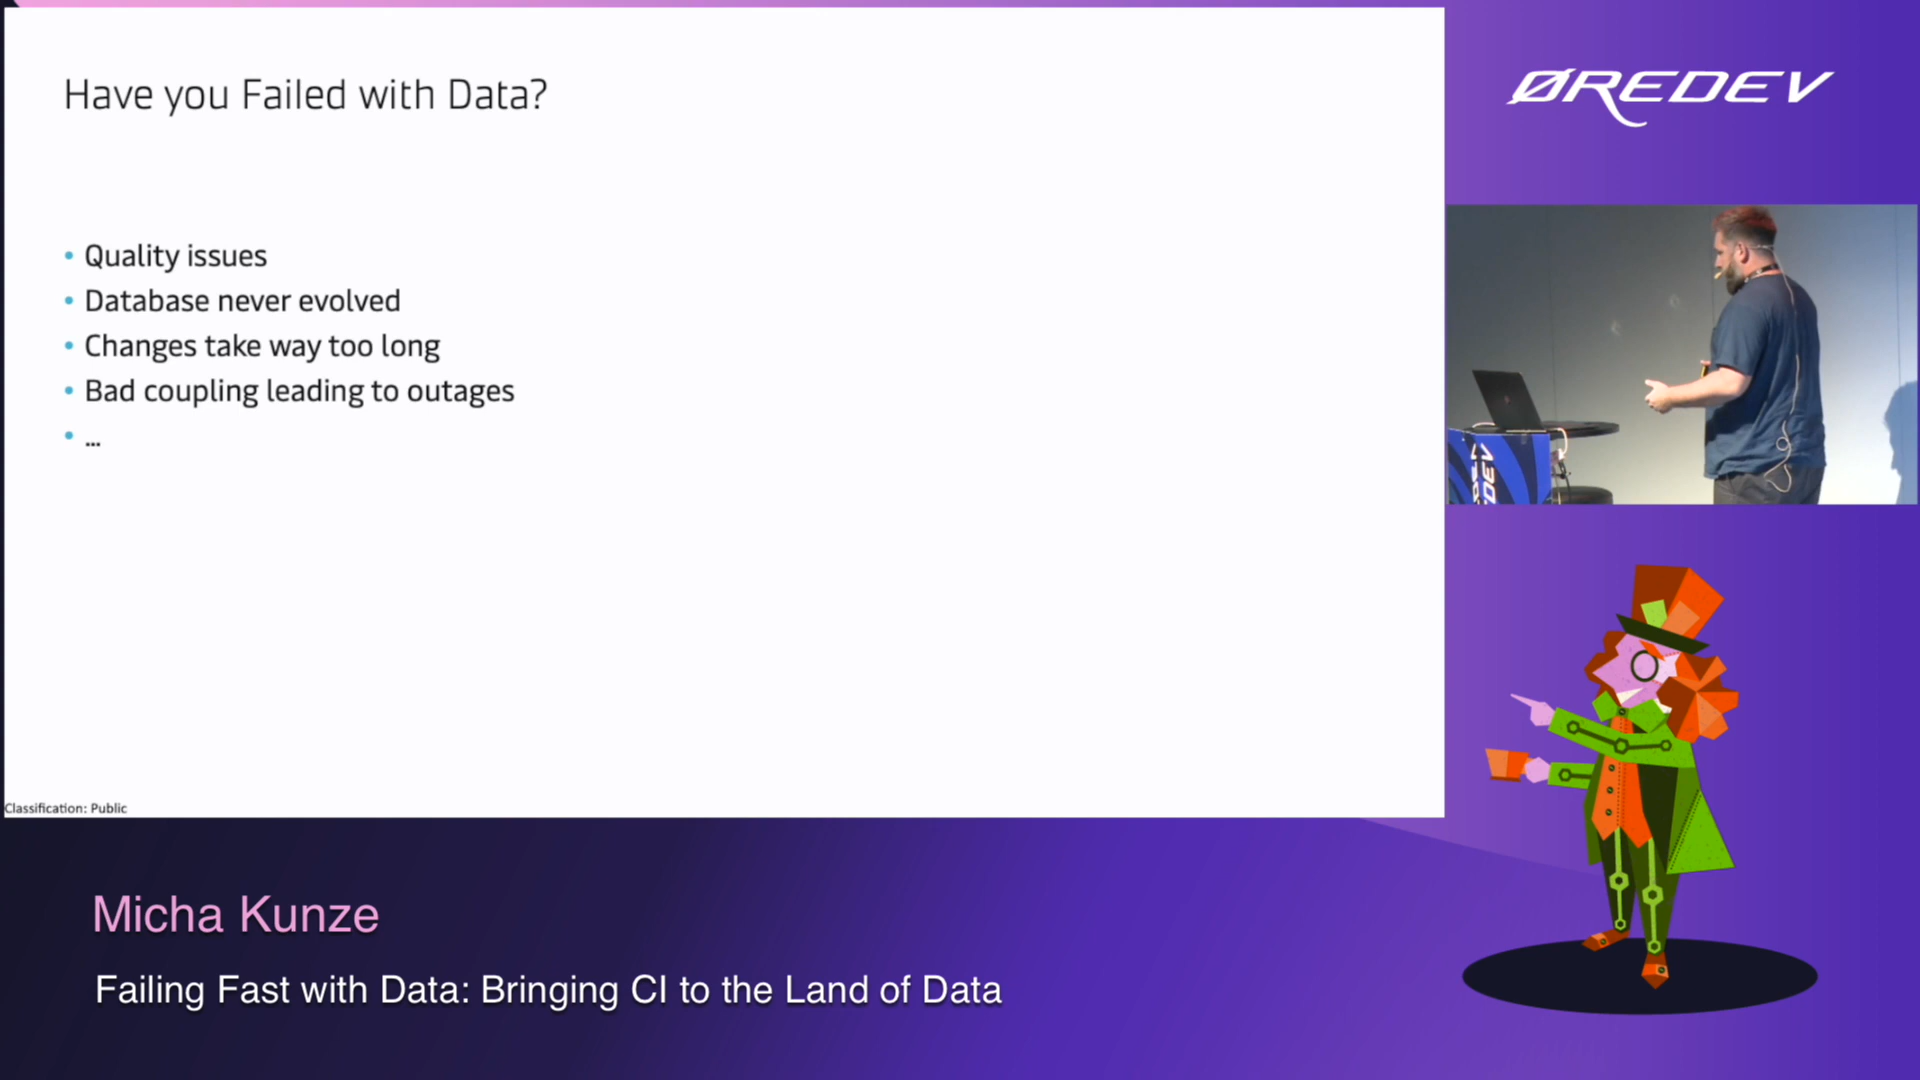 Have you Failed with Data?
• Quality issues
• Database never evolved
• Changes take way too long
• Bad coupling leading to outages
• ...
Classification: Public
ØREDEV
DEV
Micha Kunze
Failing Fast with Data: Bringing CI to the Land of Data